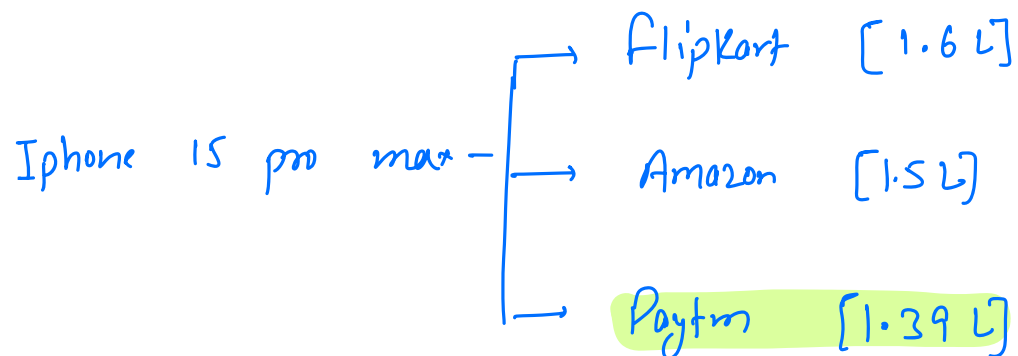 flipkart [1.6 L]
Iphone 15 pro max - Amazon [1.5 L]
Paytm [1.39 L]